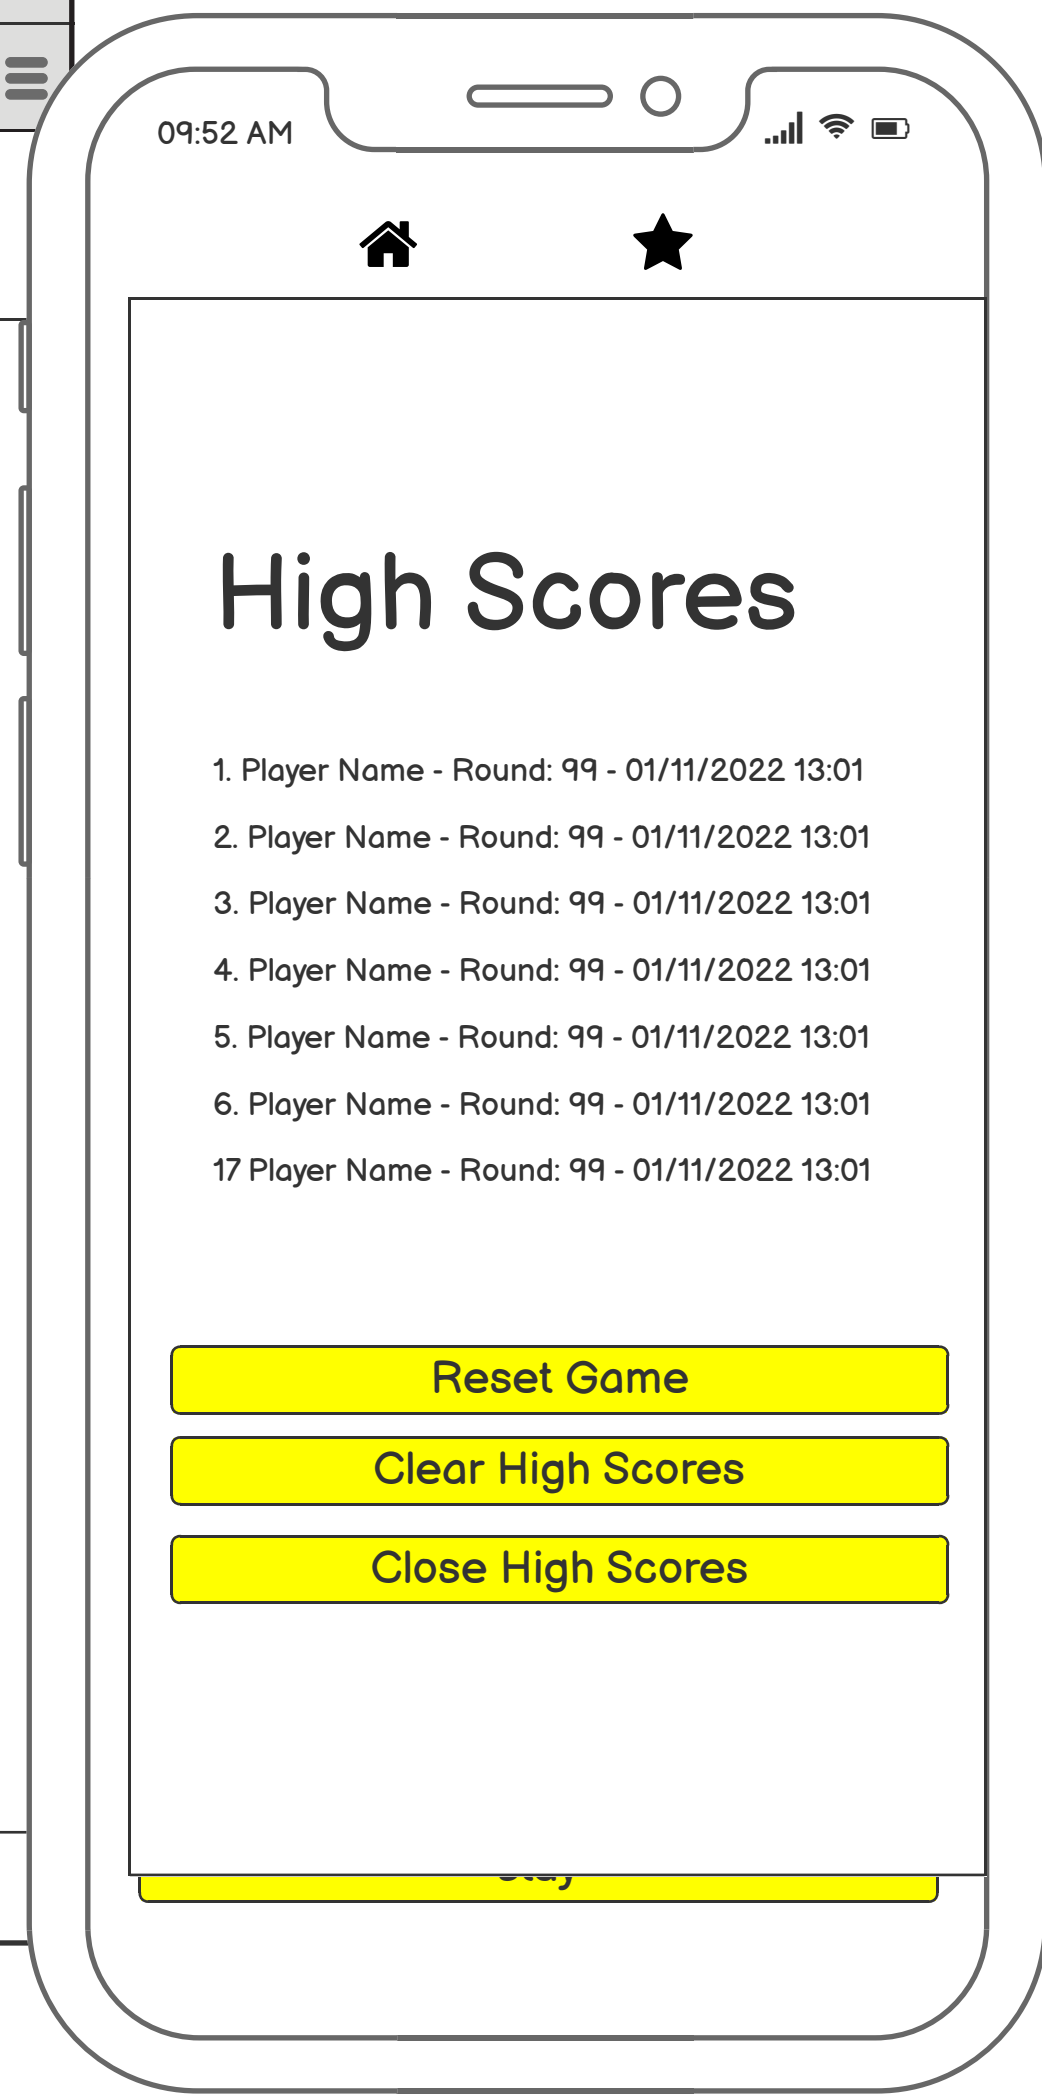 09:52 AM
High Scores
1. Player Name - Round: 99 - 01/11/2022 13:01
2. Player Name - Round: 99 - 01/11/2022 13:01
3. Player Name - Round: 99 - 01/11/2022 13:01
4. Player Name - Round: 99 - 01/11/2022 13:01
5. Player Name - Round: 99 - 01/11/2022 13:01
6. Player Name - Round: 99 - 01/11/2022 13:01
17 Player Name - Round: 99 - 01/11/2022 13:01
Reset Game
Clear High Scores
Close High Scores
Stay